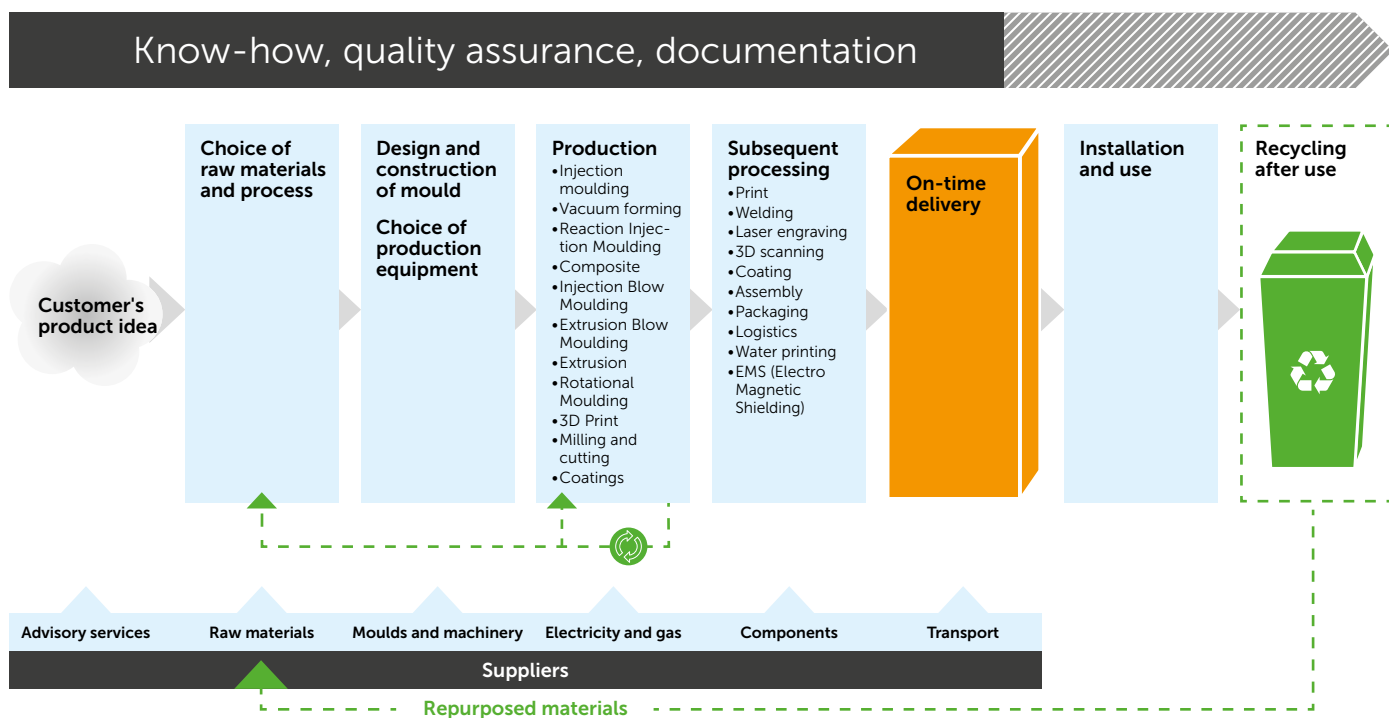 Know-how, quality assurance, documentation
Customer's
product idea
Choice of
raw materials
and process
Design and
construction
of mould
Choice of
production
equipment
Production
•Injection
moulding
•Vacuum forming
•Reaction Injec-
tion Moulding
•Composite
•Injection Blow
Moulding
•Extrusion Blow
Moulding
•Extrusion
•Rotational
Moulding
•3D Print
•Milling and
cutting
•Coatings
Subsequent
processing
•Print
•Welding
•Laser engraving
•3D scanning
•Coating
•Assembly
•Packaging
•Logistics
•Water printing
•EMS (Electro
Magnetic
Shielding)
On-time
delivery
Installation
and use
Recycling
after use
Advisory services
Raw materials
Moulds and machinery
Electricity and gas
Components
Transport
Suppliers
Repurposed materials